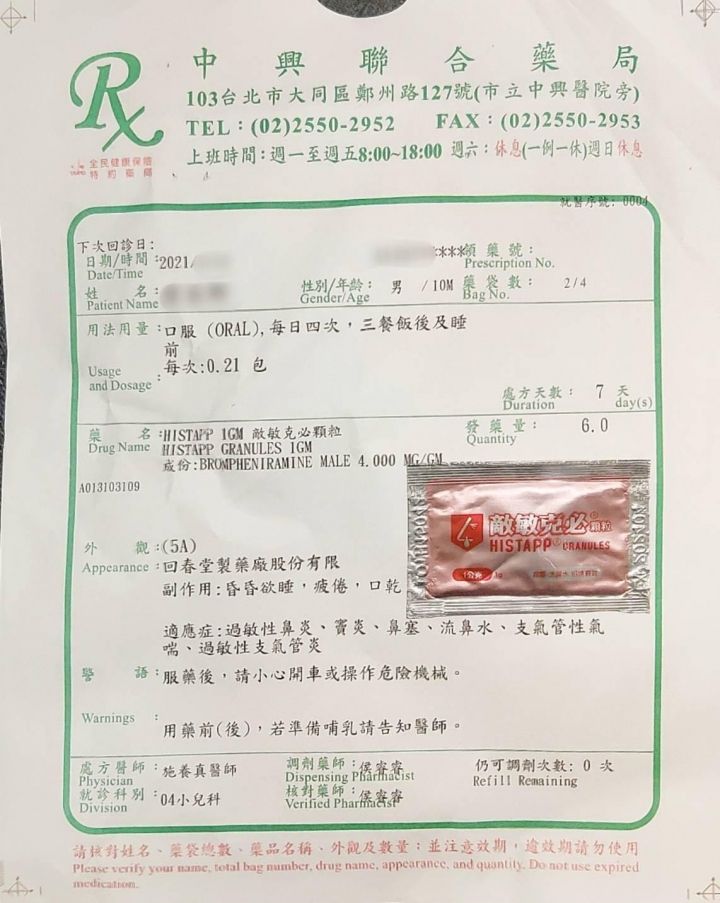 Rx
中興聯合藥局
103台北市大同區鄭州路127號(市立中興醫院旁)
TEL：(02)2550-2952 FAX：(02)2550-2953
上班時間：週一至週五8:00~18:00 週六：休息(一例一休)週日休息
全民健康保險
特約藥局
就醫序號: 0004
下次回診日:
日期/時間：2021/ ***領藥號：
Date/Time Prescription No.
姓 名： 性別/年齡： 男 / 10M 藥袋數： 2/4
Patient Name Gender/Age Bag No.
用法用量：口服 (ORAL),每日四次，三餐飯後及睡
前
Usage and Dosage：每次:0.21 包
處方天數： 7 天
Duration day(s)
藥 名：HISTAPP 1GM 敵敏克必顆粒 發藥量： 6.0
Drug Name HISTAPP GRANULES 1GM Quantity
成份:BROMPHENIRAMINE MALE 4.000 MG/GM
A013103109
敵敏克必®顆粒
HISTAPP® GRANULES
1公克 1g
外 觀：(5A)
Appearance：回春堂製藥廠股份有限
副作用:昏昏欲睡，疲倦，口乾
適應症:過敏性鼻炎、竇炎、鼻塞、流鼻水、支氣管性氣
喘、過敏性支氣管炎
警 語：服藥後，請小心開車或操作危險機械。
Warnings：
用藥前(後)，若準備哺乳請告知醫師。
處方醫師：施養真醫師 調劑藥師：侯睿睿 仍可調劑次數: 0 次
Physician Dispensing Pharmacist Refill Remaining
就診科別：04小兒科 核對藥師：侯睿睿
Division Verified Pharmacist
請核對姓名、藥袋總數、藥品名稱、外觀及數量；並注意效期，逾效期請勿使用
Please verify your name, total bag number, drug name, appearance, and quantity. Do not use expired
medication.